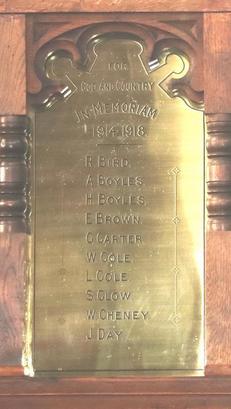 FOR
GOD AND COUNTRY
IN MEMORIAM
1914-1918
R BIRD
A BOYLES
H BOYLES
E BROWN
C CARTER
W COLE
L COLE
S CLOW
W. CHENEY
J DAY